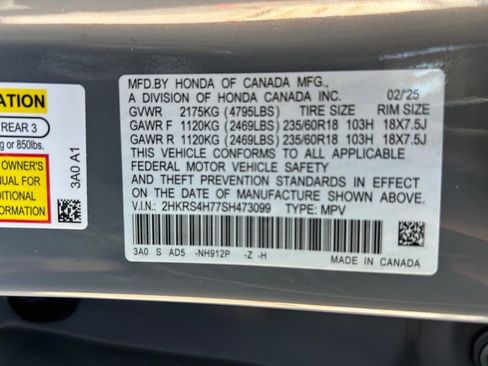 ATION
REAR 3
g or 850lbs.
OWNER'S
MANUAL FOR
DDITIONAL
FORMATION
3A0 A1
MFD.BY HONDA OF CANADA MFG.,
A DIVISION OF HONDA CANADA INC. 02/25
GVWR 2175KG (4795LBS) TIRE SIZE RIM SIZE
GAWR F 1120KG (2469LBS) 235/60R18 103H 18X7.5J
GAWR R 1120KG (2469LBS) 235/60R18 103H 18X7.5J
THIS VEHICLE CONFORMS TO ALL APPLICABLE
FEDERAL MOTOR VEHICLE SAFETY
AND THEFT PREVENTION STANDARDS IN EFFECT
ON THE DATE OF MANUFACTURE SHOWN ABOVE.
V.I.N.: 2HKRS4H77SH473099 TYPE: MPV
3A0 S AD5 -NH912P -Z -H
MADE IN CANADA